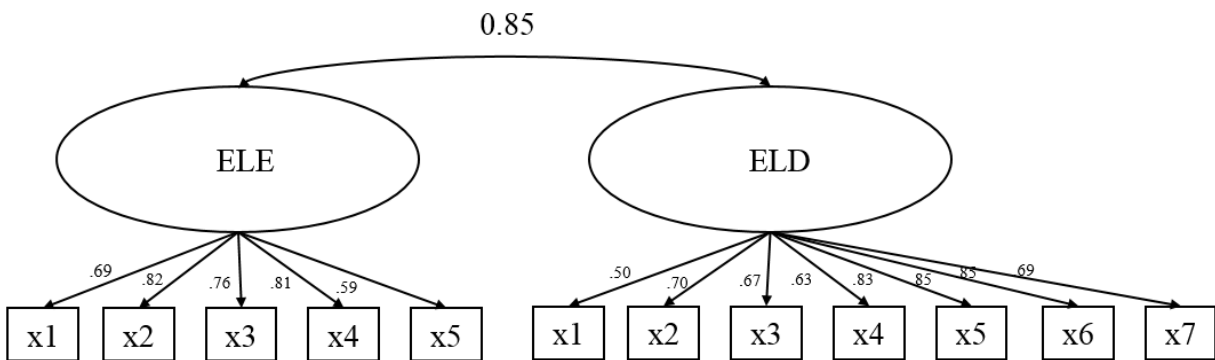 0.85
ELE ELD
.69 .82 .76 .81 .59 .50 .70 .67 .63 .83 .85 .85 .69
x1 x2 x3 x4 x5 x1 x2 x3 x4 x5 x6 x7